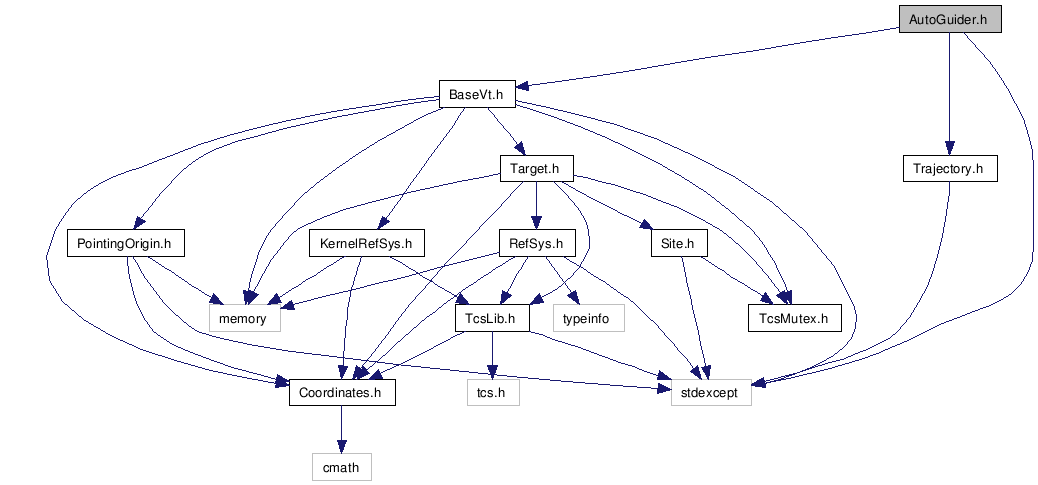 AutoGuider.h
BaseVt.h
Target.h
Trajectory.h
PointingOrigin.h
KernelRefSys.h
RefSys.h
Site.h
memory
TcsLib.h
typeinfo
TcsMutex.h
Coordinates.h
tcs.h
stdexcept
cmath